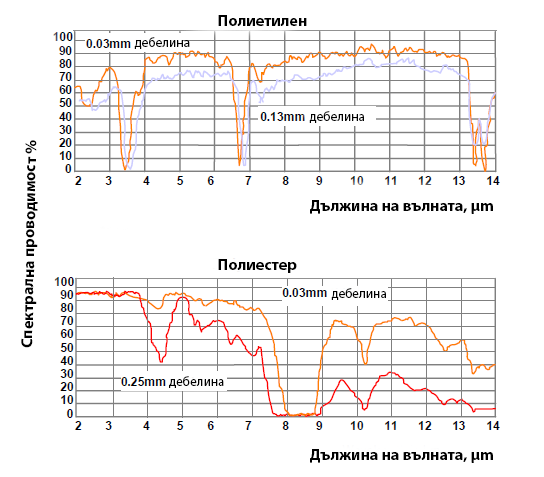 Полиетилен
Спектрална проводимост %
100
90
80
70
60
50
40
30
20
10
0
0.03mm дебелина
0.13mm дебелина
2 3 4 5 6 7 8 9 10 11 12 13 14
Дължина на вълната, µm
Полиестер
100
90
80
70
60
50
40
30
20
10
0
0.03mm дебелина
0.25mm дебелина
2 3 4 5 6 7 8 9 10 11 12 13 14
Дължина на вълната, µm